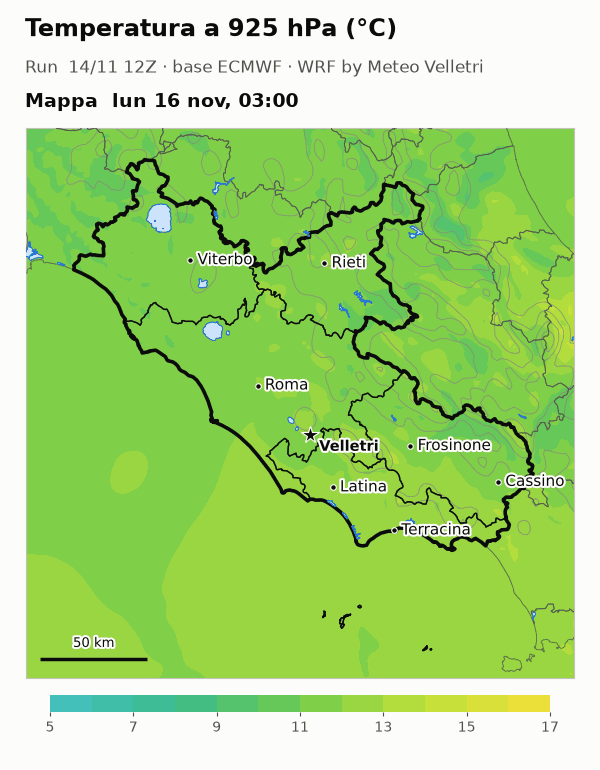 Temperatura a 925 hPa (°C)
Run  14/11 12Z · base ECMWF · WRF by Meteo Velletri
Mappa  lun 16 nov, 03:00
Viterbo
Rieti
Roma
Velletri
Frosinone
Cassino
Latina
Terracina
50 km
5 7 9 11 13 15 17